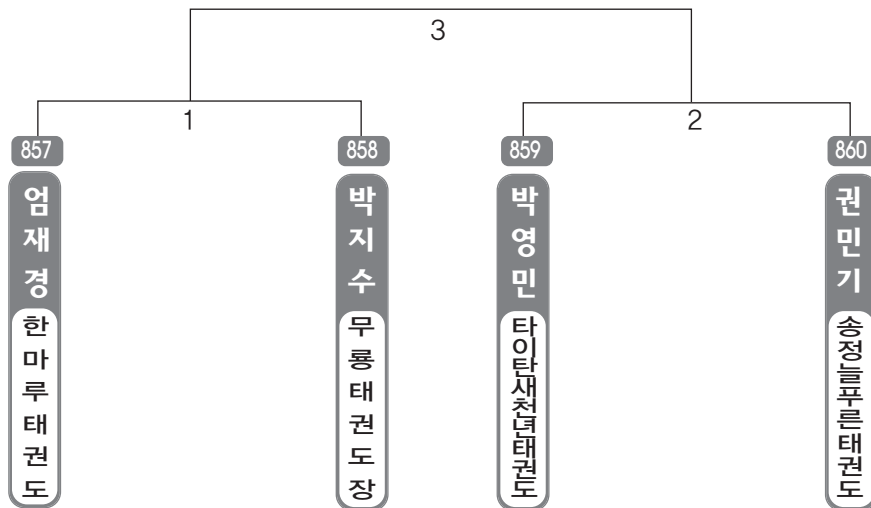 3
1
2
857
858
859
860
엄재경
박지수
박영민
권민기
한마루태권도
무룡태권도장
타이탄새천년태권도
송정늘푸른태권도